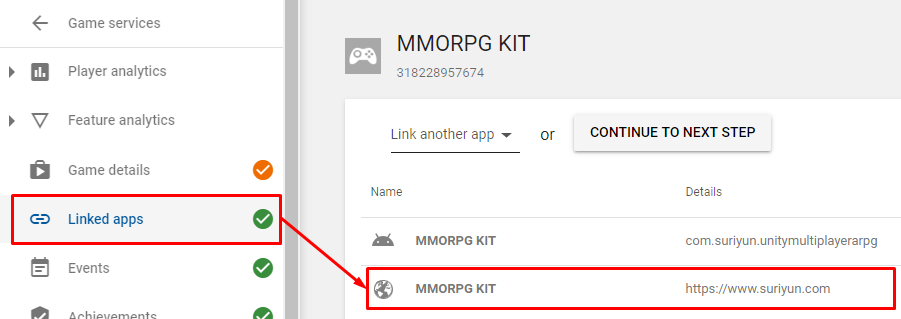 Game services
Player analytics
Feature analytics
Game details
Linked apps
Events
Achievements
MMORPG KIT
318228957674
Link another app or CONTINUE TO NEXT STEP
Name Details
MMORPG KIT com.suriyun.unitymultiplayerarpg
MMORPG KIT https://www.suriyun.com